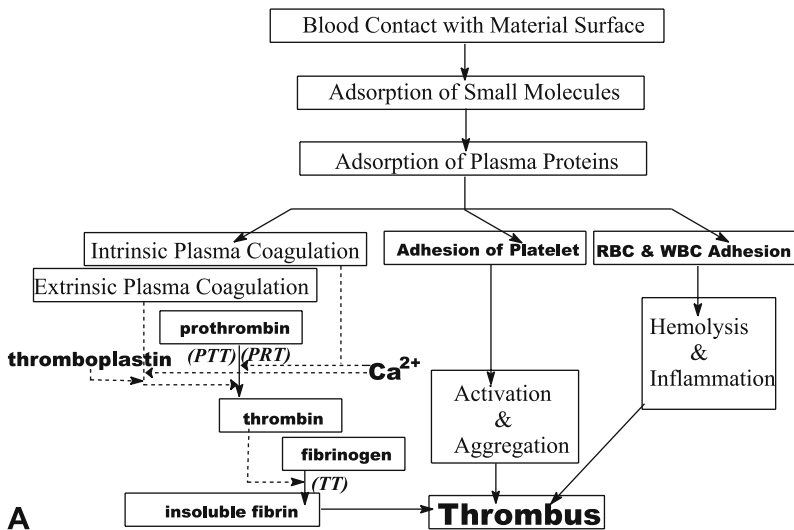 Blood Contact with Material Surface
Adsorption of Small Molecules
Adsorption of Plasma Proteins
Intrinsic Plasma Coagulation
Adhesion of Platelet
RBC & WBC Adhesion
Extrinsic Plasma Coagulation
prothrombin
(PTT) (PRT)
thromboplastin
Ca2+
Hemolysis
&
Inflammation
thrombin
Activation
&
Aggregation
fibrinogen
(TT)
insoluble fibrin
Thrombus
A